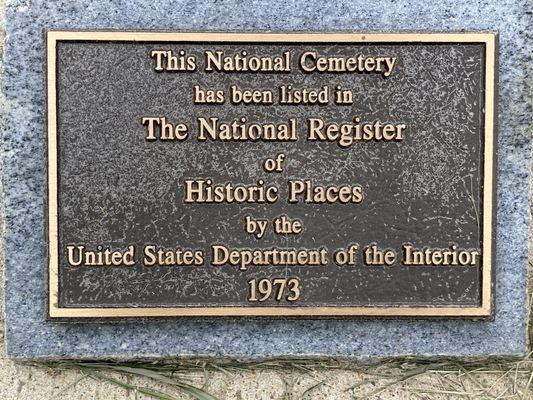 This National Cemetery
has been listed in
The National Register
of
Historic Places
by the
United States Department of the Interior
1973